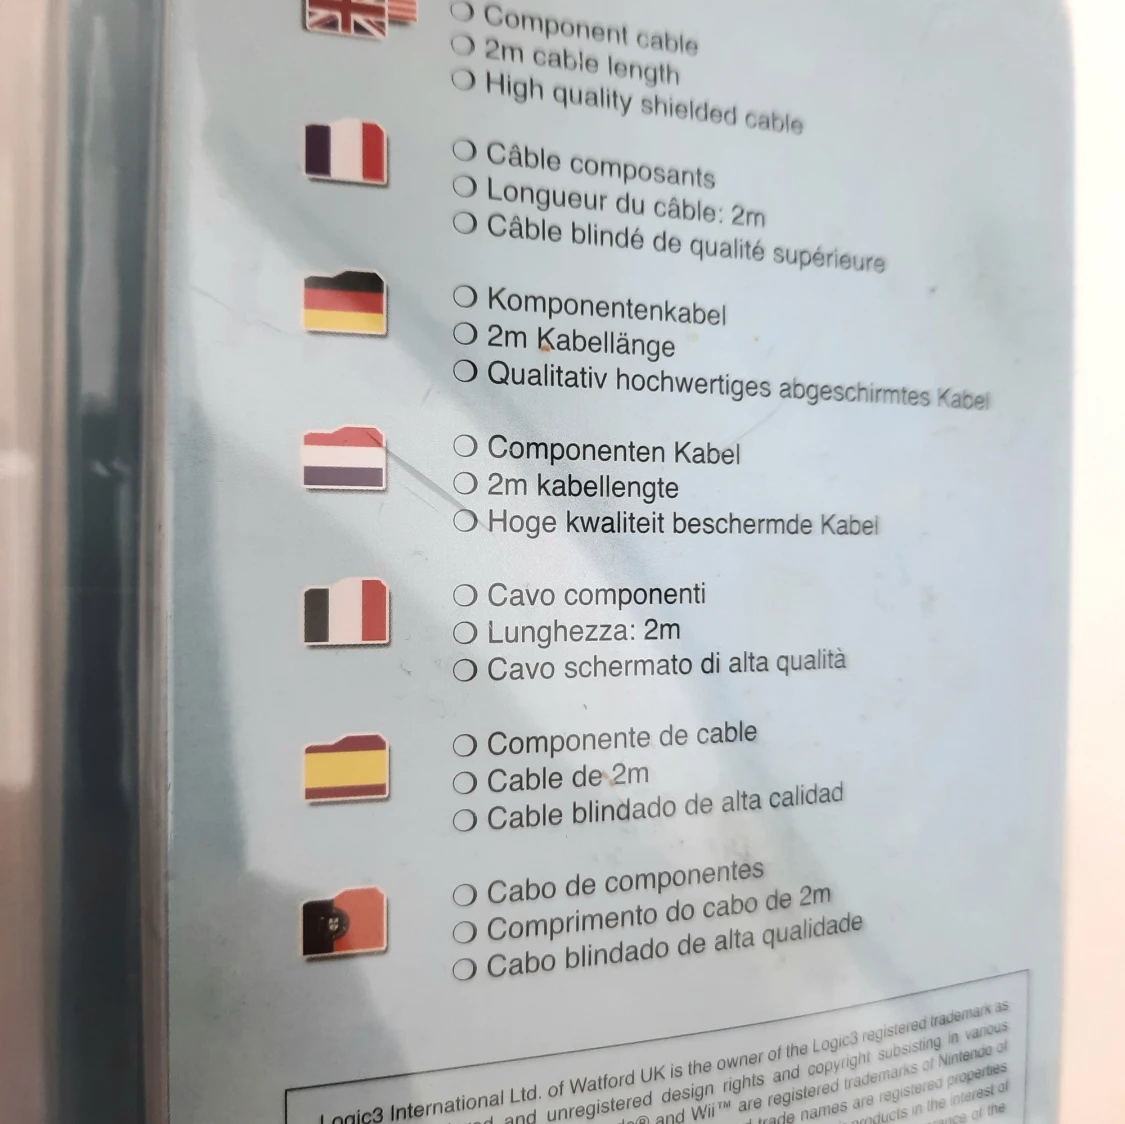 Component cable
2m cable length
High quality shielded cable
Câble composants
Longueur du câble: 2m
Câble blindé de qualité supérieure
Komponentenkabel
2m Kabellänge
Qualitativ hochwertiges abgeschirmtes Kabel
Componenten Kabel
2m kabellengte
Hoge kwaliteit beschermde Kabel
Cavo componenti
Lunghezza: 2m
Cavo schermato di alta qualità
Componente de cable
Cable de 2m
Cable blindado de alta calidad
Cabo de componentes
Comprimento do cabo de 2m
Cabo blindado de alta qualidade
Logic3 International Ltd. of Watford UK is the owner of the Logic3 registered trademark as
and unregistered design rights and copyright subsisting in various
® and Wii™ are registered trademarks of Nintendo of
trade names are registered properties
products in the interest of
of the